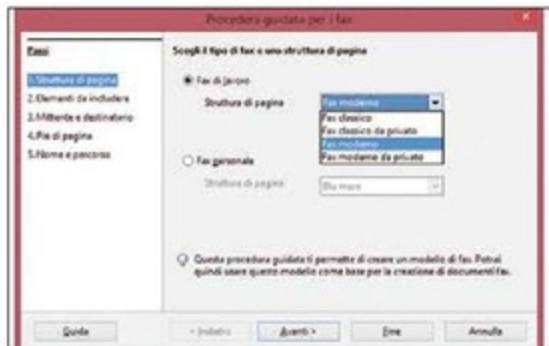 Procedura guidata per i fax
Passi
1.Struttura di pagina
2.Elementi da includere
3.Mittente e destinatario
4.Piè di pagina
5.Nome e percorso
Scegli il tipo di fax e uno struttura di pagina
Fax di lavoro
Struttura di pagina
Fax moderno
Fax classico
Fax classico da privato
Fax moderno
Fax moderno da privato
Fax personale
Struttura di pagina
Blu mare
Questa procedura guidata ti permette di creare un modello di fax. Potrai
quindi usare questo modello come base per la creazione di documenti fax.
Guida
< Indietro
Avanti >
Fine
Annulla